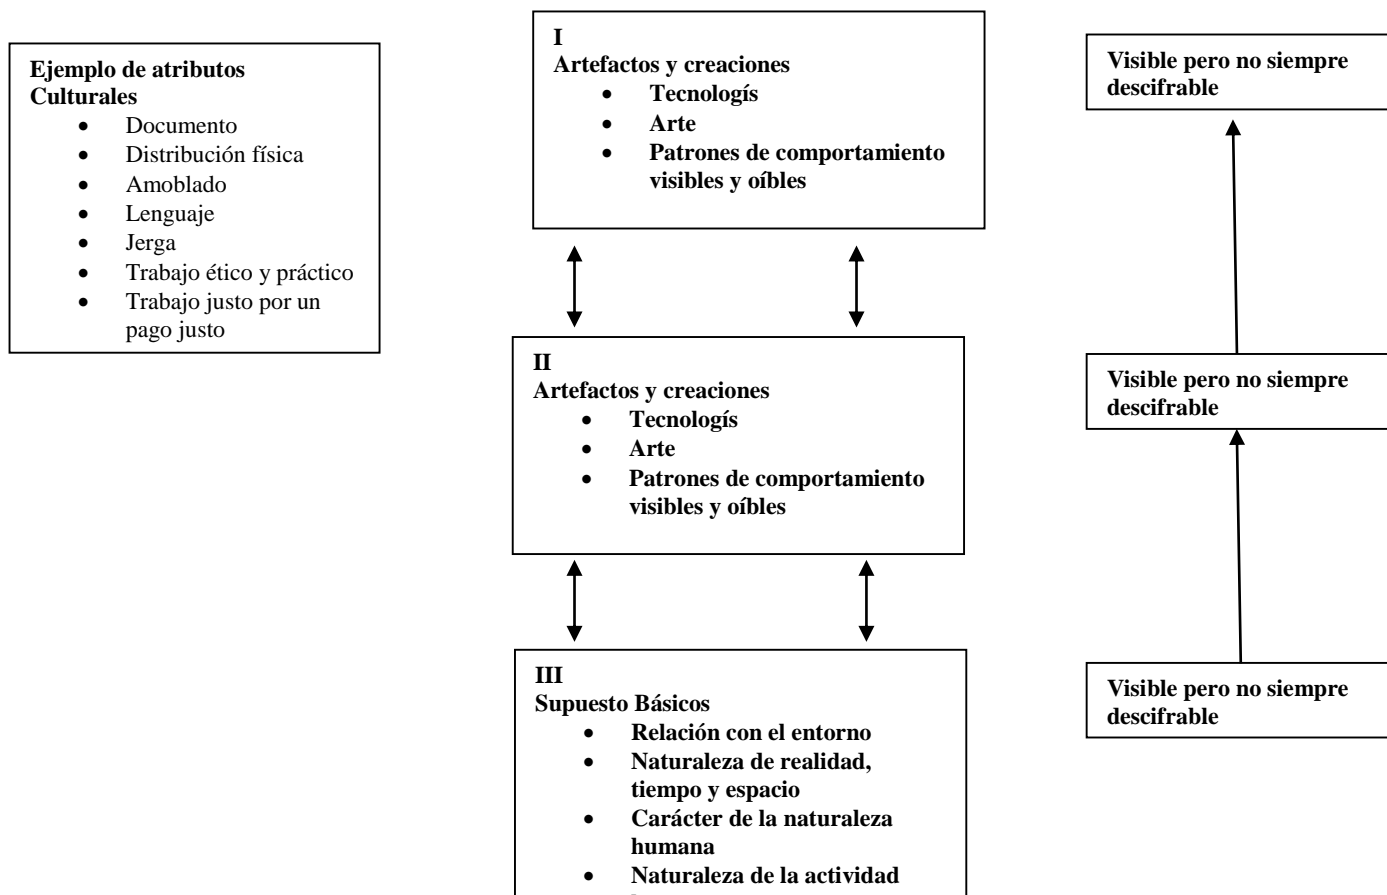 Ejemplo de atributos
Culturales
• Documento
• Distribución física
• Amoblado
• Lenguaje
• Jerga
• Trabajo ético y práctico
• Trabajo justo por un
pago justo
I
Artefactos y creaciones
• Tecnologís
• Arte
• Patrones de comportamiento
visibles y oíbles
Visible pero no siempre
descifrable
II
Artefactos y creaciones
• Tecnologís
• Arte
• Patrones de comportamiento
visibles y oíbles
Visible pero no siempre
descifrable
III
Supuesto Básicos
• Relación con el entorno
• Naturaleza de realidad,
tiempo y espacio
• Carácter de la naturaleza
humana
• Naturaleza de la actividad
Visible pero no siempre
descifrable